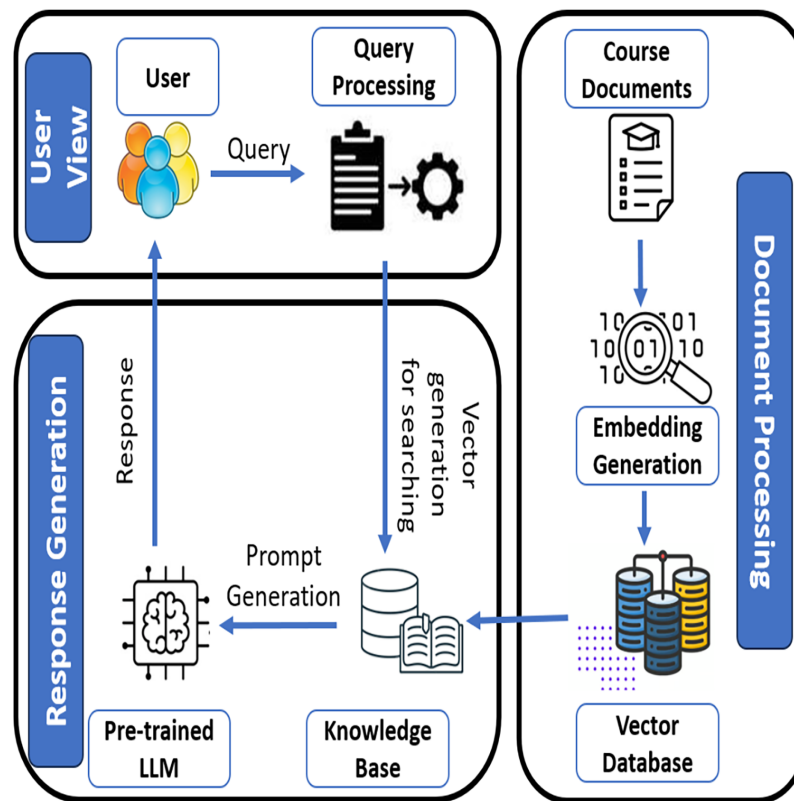 User View
User
Query
Processing
Query
Course
Documents
10 101
10 01 10
10 101
Embedding
Generation
Document Processing
Vector
Database
Response Generation
Response
Vector
generation
for searching
Prompt
Generation
Pre-trained
LLM
Knowledge
Base